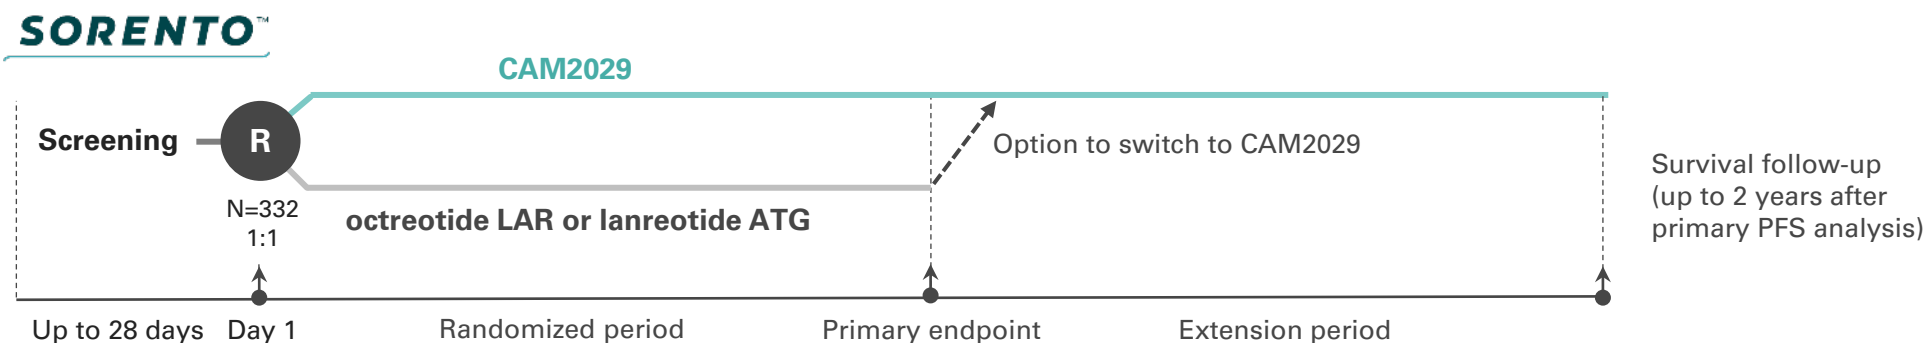 SORENTO™
CAM2029
Screening
R
Option to switch to CAM2029
Survival follow-up
(up to 2 years after
primary PFS analysis)
N=332
1:1
octreotide LAR or lanreotide ATG
Up to 28 days
Day 1
Randomized period
Primary endpoint
Extension period